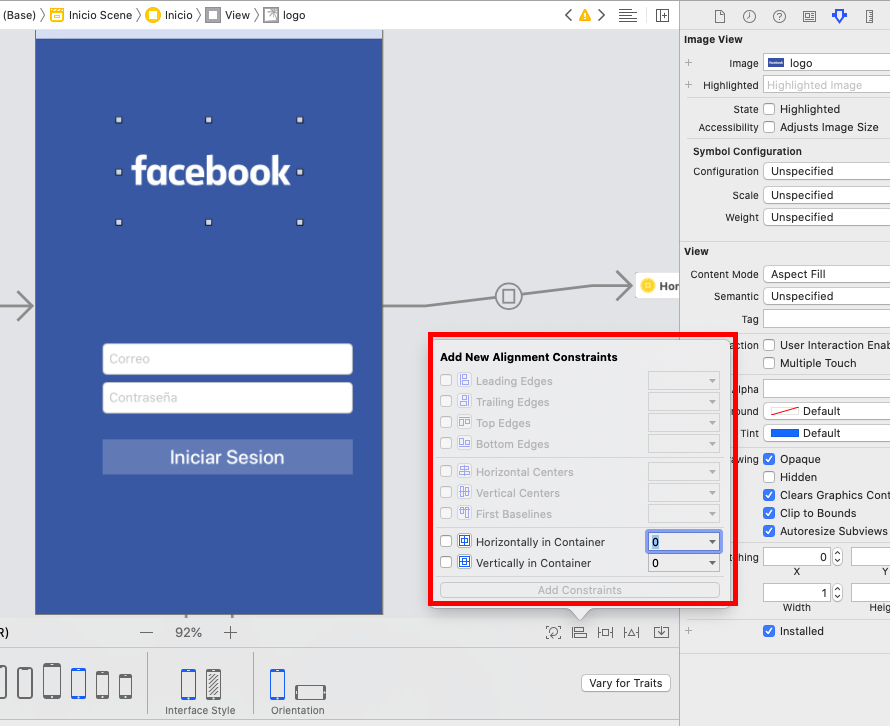 (Base) Inicio Scene Inicio View logo
Image View
Image logo
Highlighted Highlighted Image
State Highlighted
Accessibility Adjusts Image Size
Symbol Configuration
Configuration Unspecified
Scale Unspecified
Weight Unspecified
View
Content Mode Aspect Fill
Semantic Unspecified
Tag
ction User Interaction Enab
Multiple Touch
Alpha
ound Default
Tint Default
wing Opaque
Hidden
Clears Graphics Cont
Clip to Bounds
Autoresize Subviews
ching 0
X Y
1
Width Heig
Installed
facebook
Hor
Correo
Contraseña
Iniciar Sesion
Add New Alignment Constraints
Leading Edges
Trailing Edges
Top Edges
Bottom Edges
Horizontal Centers
Vertical Centers
First Baselines
Horizontally in Container 0
Vertically in Container 0
Add Constraints
R) 92%
Interface Style Orientation
Vary for Traits